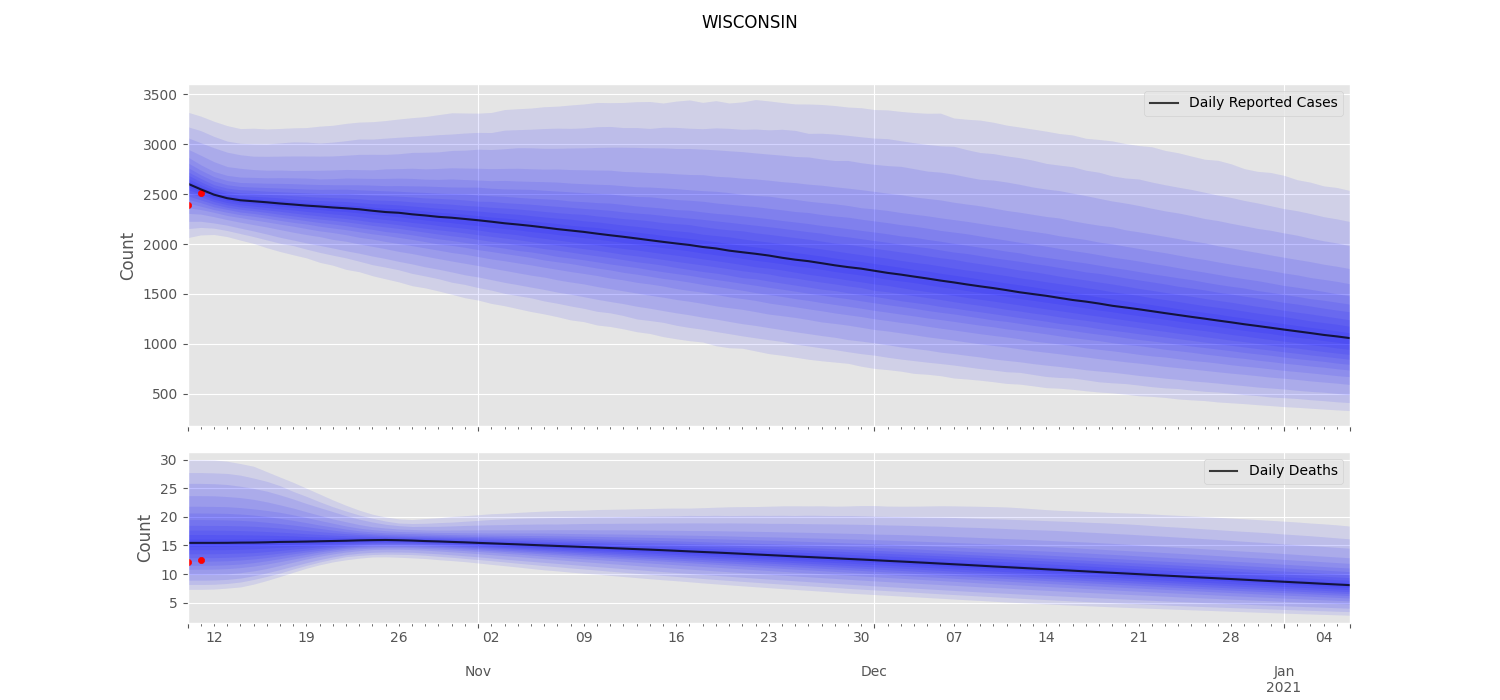 WISCONSIN
3500
3000
2500
2000
1500
1000
500
Count
Daily Reported Cases
30
25
20
15
10
5
Count
Daily Deaths
12 19 26 02 09 16 23 30 07 14 21 28 04
Nov Dec Jan
2021